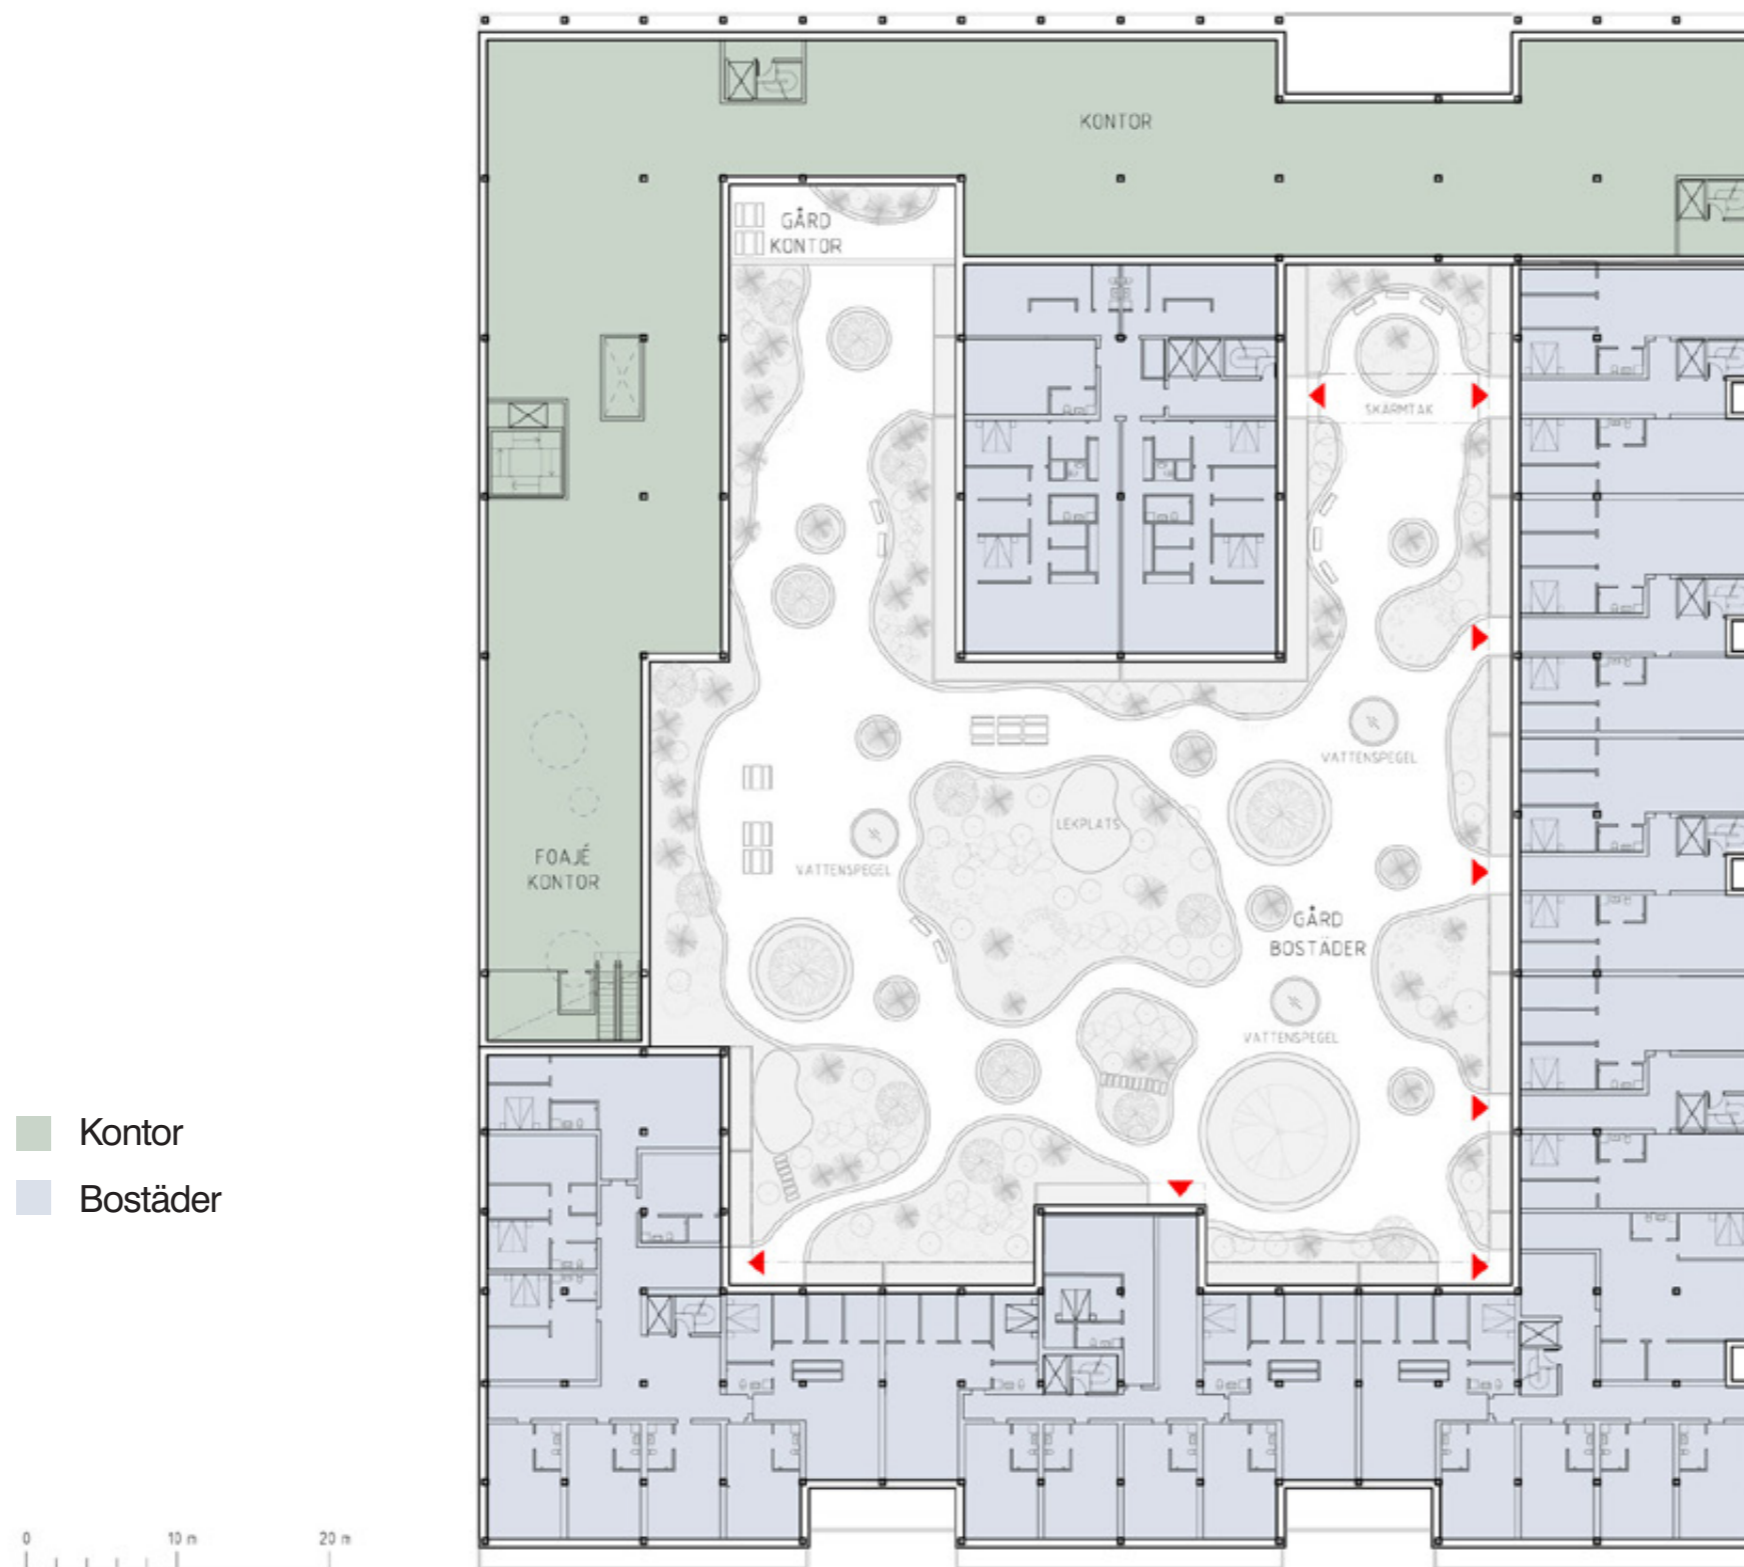 KONTOR
GÅRD
KONTOR
SKÄRMTAK
VATTENSPEGEL
LEKPLATS
VATTENSPEGEL
FOAJÉ
KONTOR
GÅRD
BOSTÄDER
VATTENSPEGEL
Kontor
Bostäder
0 10 m 20 m